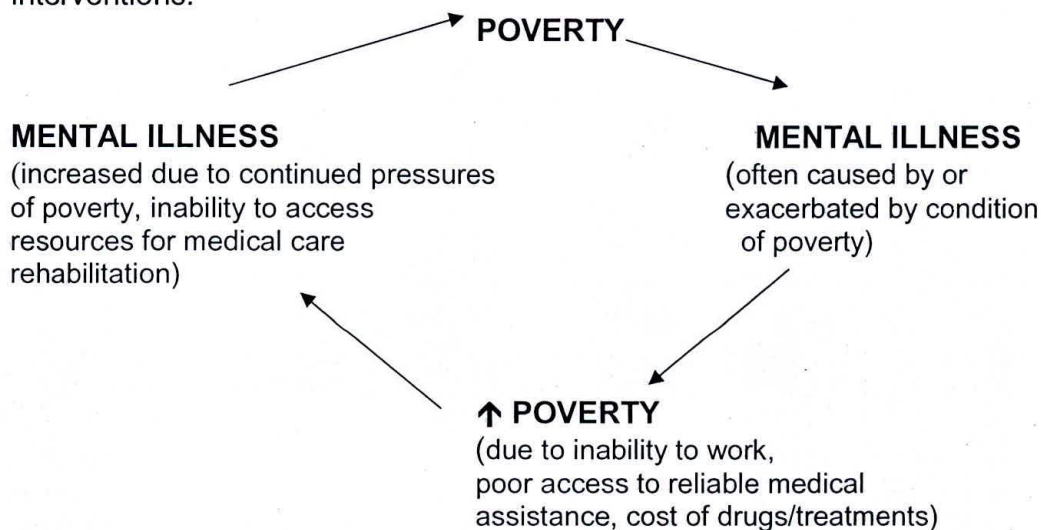 interventions.
POVERTY
MENTAL ILLNESS
(increased due to continued pressures
of poverty, inability to access
resources for medical care
rehabilitation)
MENTAL ILLNESS
(often caused by or
exacerbated by condition
of poverty)
↑ POVERTY
(due to inability to work,
poor access to reliable medical
assistance, cost of drugs/treatments)